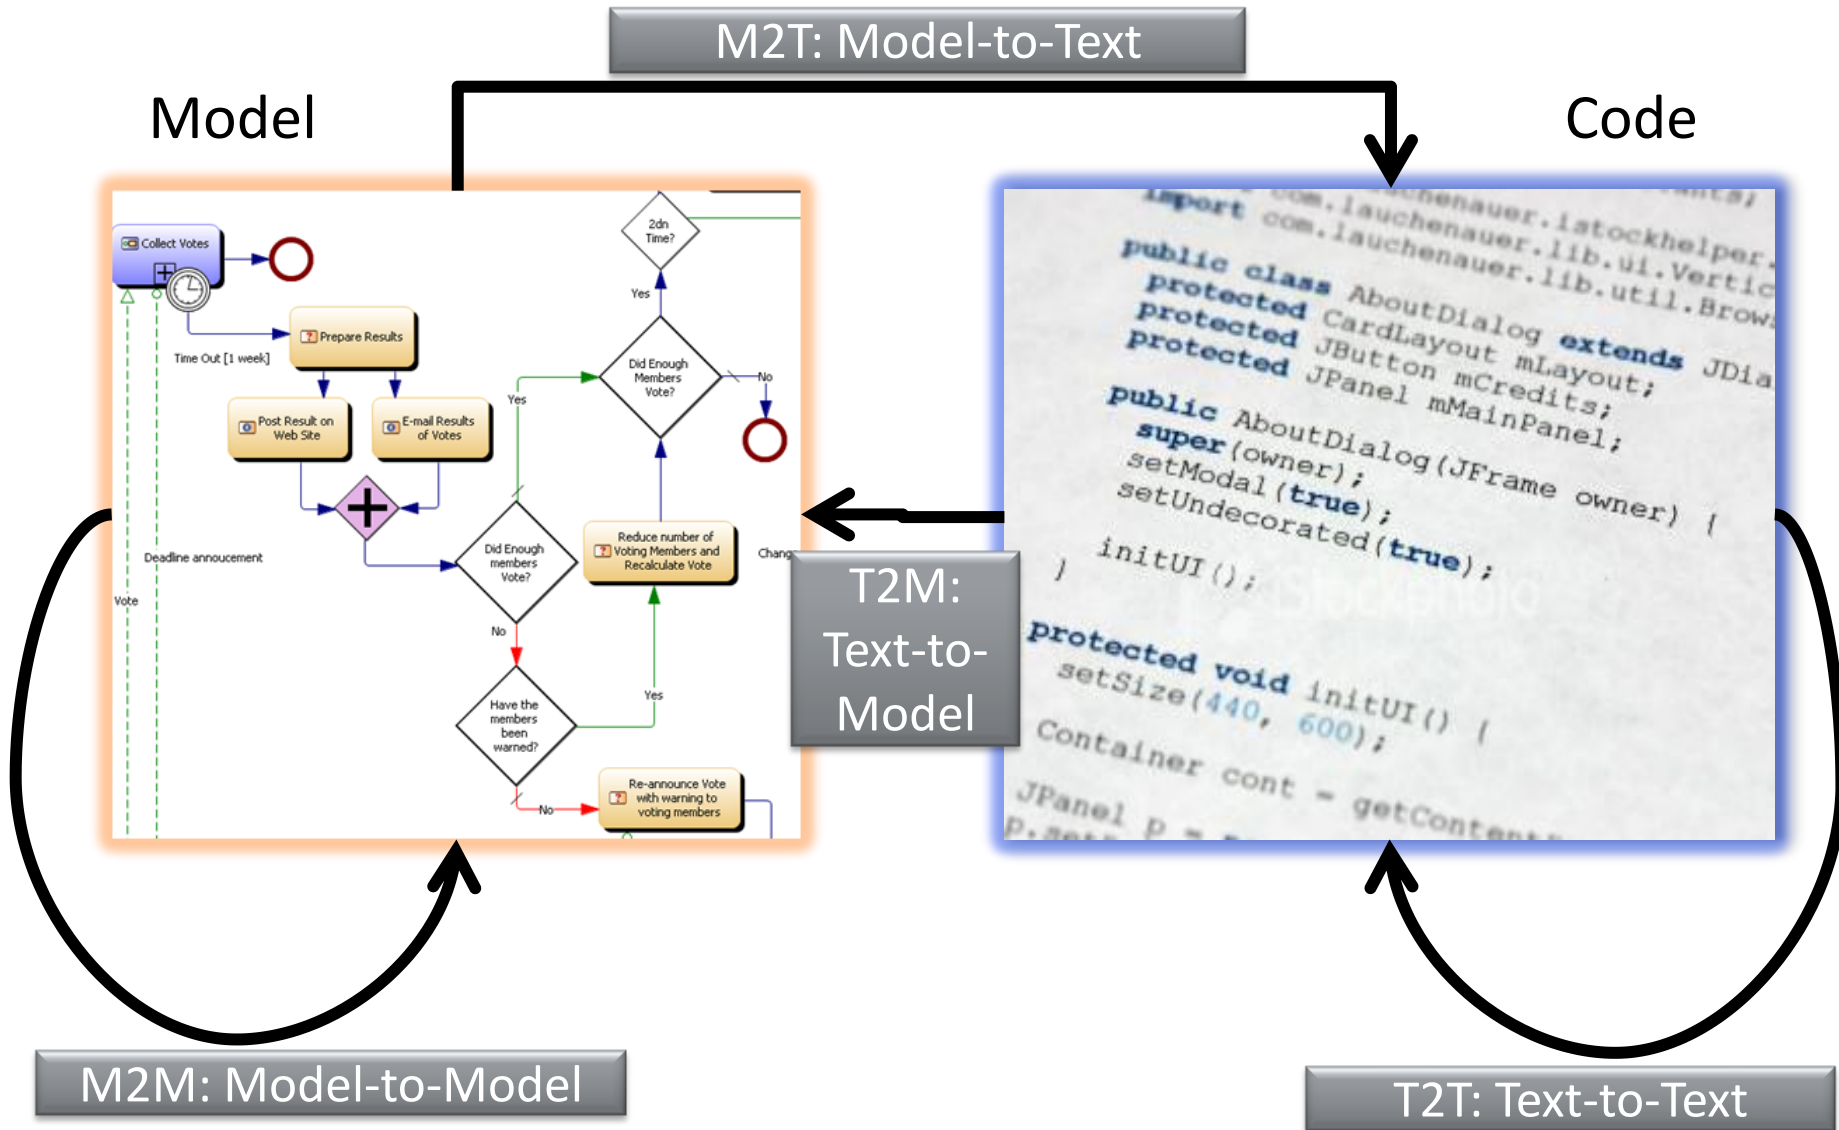 M2T: Model-to-Text
Model
Code
Collect Votes
Time Out [1 week]
Prepare Results
Post Result on
Web Site
E-mail Results
of Votes
Deadline annoucement
Vote
2dn
Time?
Yes
Did Enough
Members
Vote?
No
Yes
Did Enough
members
Vote?
Reduce number of
Voting Members and
Recalculate Vote
No
Have the
members
been
warned?
Yes
No
Re-announce Vote
with warning to
voting members
T2M:
Text-to-
Model
com.lauchenauer.istockhelper.
import com.lauchenauer.lib.ui.Vertic
com.lauchenauer.lib.util.Brows
public class AboutDialog extends JDia
protected CardLayout mLayout;
protected JButton mCredits;
protected JPanel mMainPanel;
public AboutDialog(JFrame owner) {
super(owner);
setModal(true);
setUndecorated(true);
initUI();
}
protected void initUI() {
setSize(440, 600);
Container cont = getContent
JPanel p =
M2M: Model-to-Model
T2T: Text-to-Text